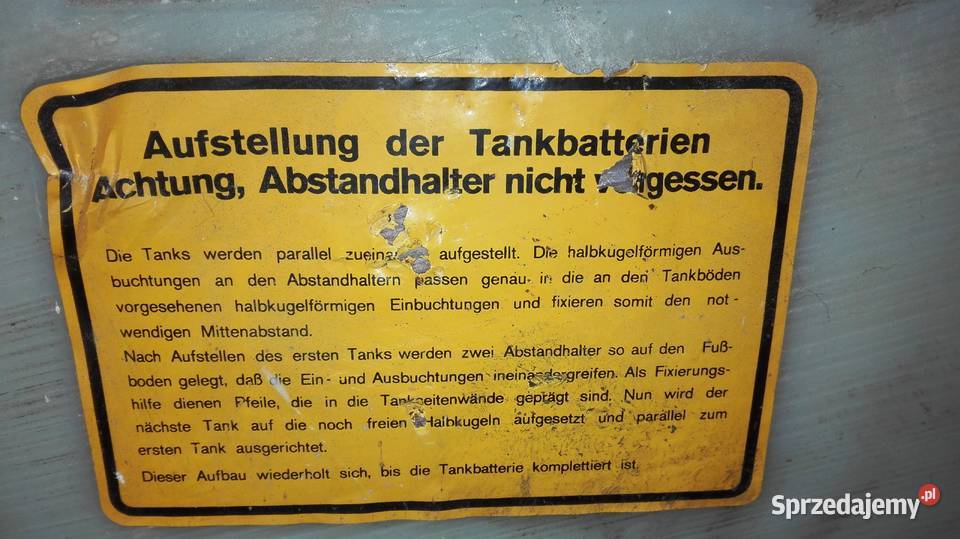 Aufstellung der Tankbatterien
Achtung, Abstandhalter nicht vergessen.
Die Tanks werden parallel aufgestellt. Die halbkugelförmigen Aus-
buchtungen an den Abstandhaltern passen genau in die an den Tankböden
vorgesehenen halbkugelförmigen Einbuchtungen und fixieren somit den not-
wendigen Mittenabstand.
Nach Aufstellen des ersten Tanks werden zwei Abstandhalter so auf den Fuß-
boden gelegt, daß die Ein- und Ausbuchtungen ineinandergreifen. Als Fixierungs-
hilfe dienen Pfeile, die in die Tankseitenwände geprägt sind. Nun wird der
nächste Tank auf die noch freien Halbkugeln aufgesetzt und parallel zum
ersten Tank ausgerichtet.
Dieser Aufbau wiederholt sich, bis die Tankbatterie komplettiert ist.
Sprzedajemy.pl